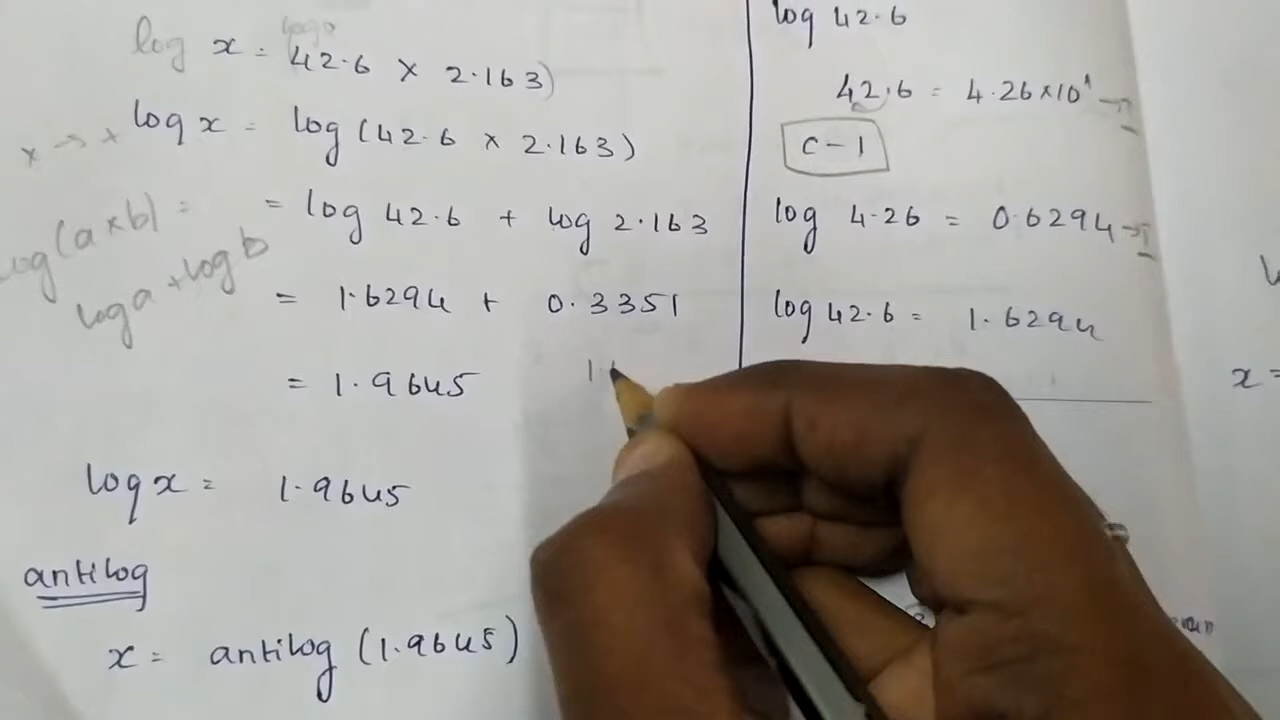 log x = 42.6 × 2.163)
log x = log (42.6 × 2.163)
× → +
= log 42.6 + log 2.163
log (a×b) =
log a + log b
= 1.6294 + 0.3351
= 1.9645
log x = 1.9645
antilog
x = antilog (1.9645)
log 42.6
42.6 = 4.26×10¹ →
C – 1
log 4.26 = 0.6294 → I
log 42.6 = 1.6294
x =